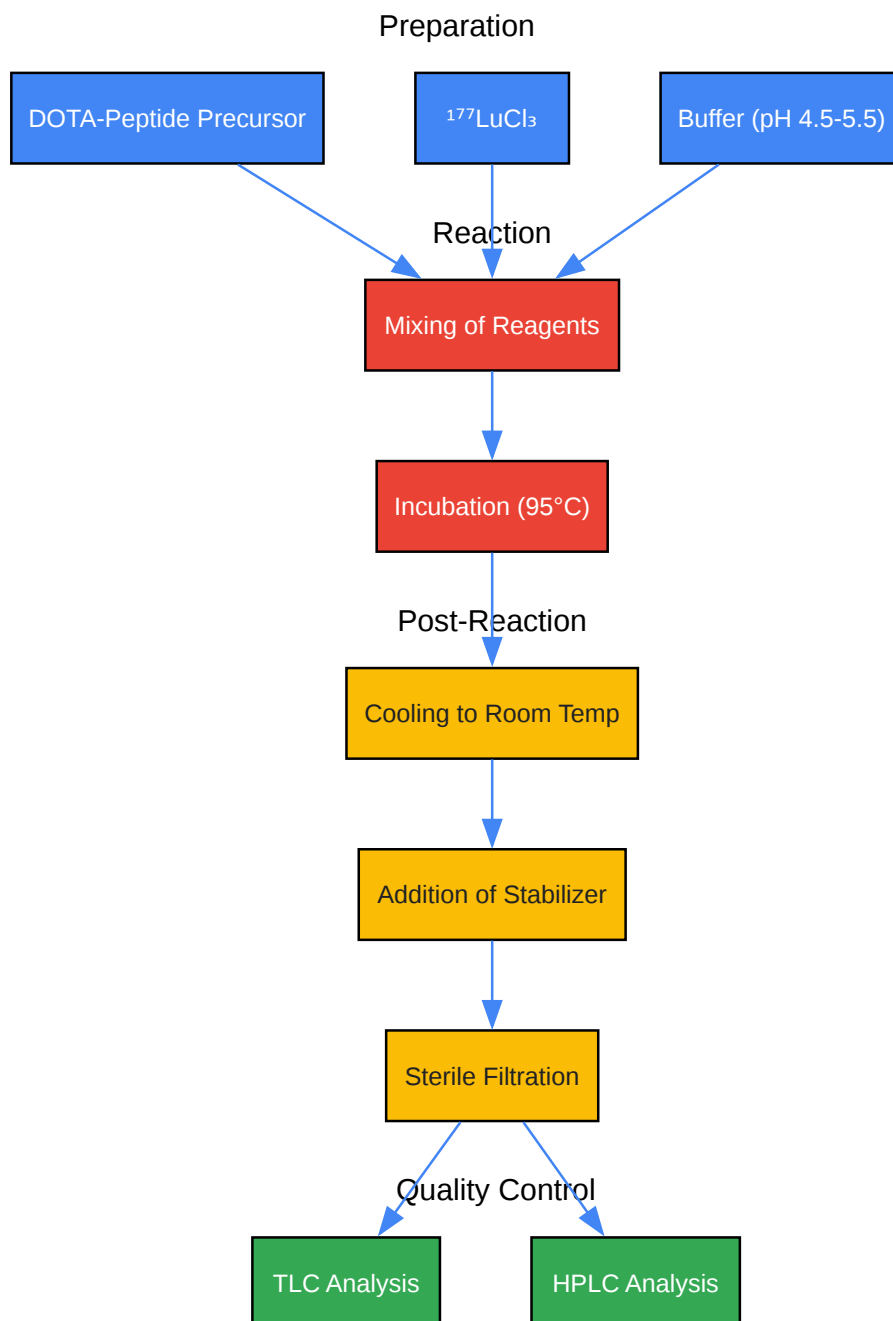 Preparation
DOTA-Peptide Precursor
¹⁷⁷LuCl₃
Buffer (pH 4.5-5.5)
Reaction
Mixing of Reagents
Incubation (95°C)
Post-Reaction
Cooling to Room Temp
Addition of Stabilizer
Sterile Filtration
Quality Control
TLC Analysis
HPLC Analysis